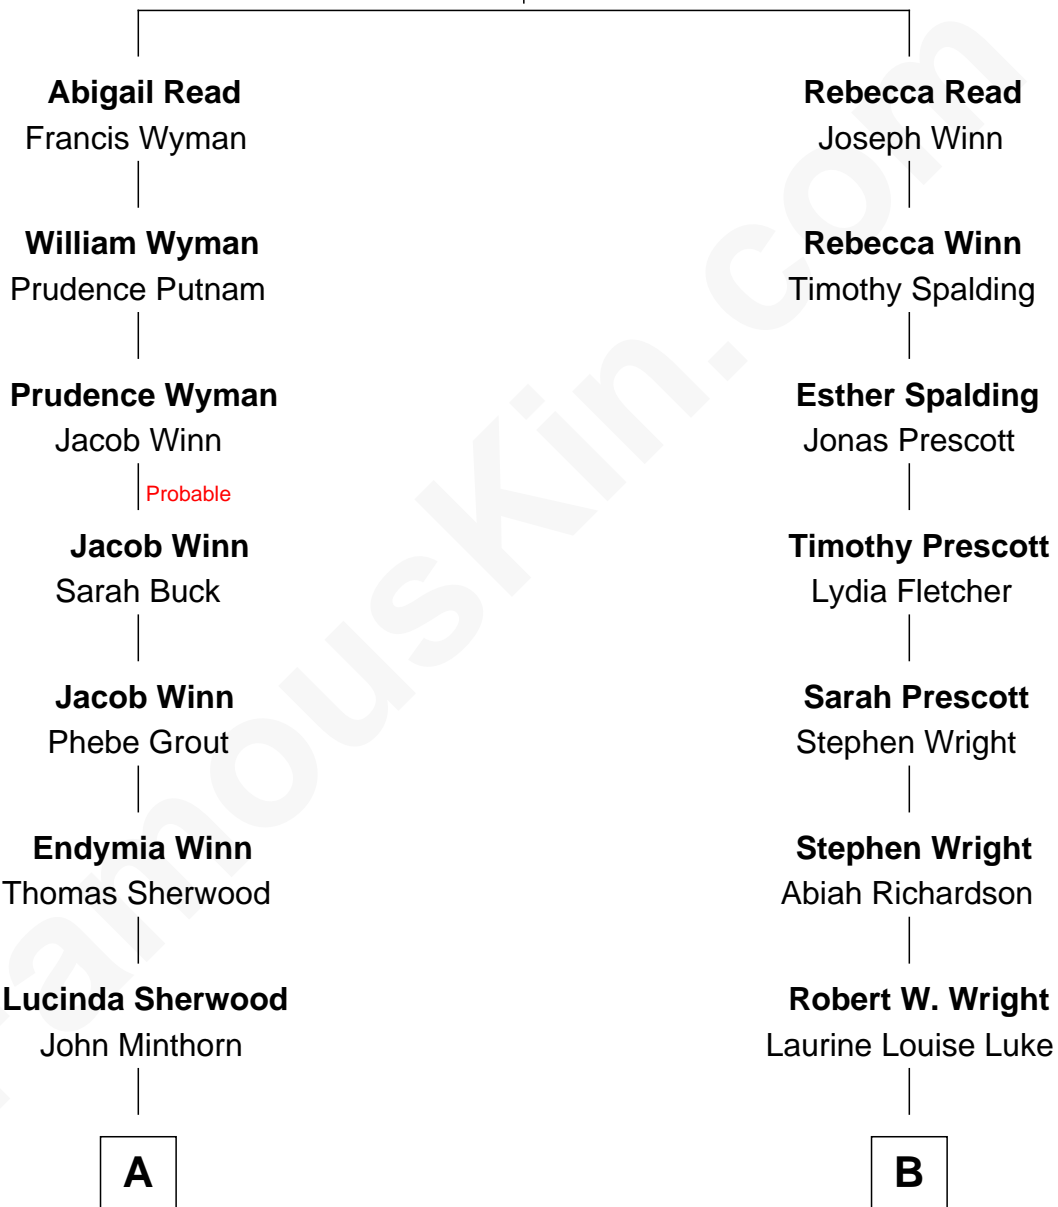 Abigail Read
Francis Wyman
William Wyman
Prudence Putnam
Prudence Wyman
Jacob Winn
Probable
Jacob Winn
Sarah Buck
Jacob Winn
Phebe Grout
Endymia Winn
Thomas Sherwood
Lucinda Sherwood
John Minthorn
A
Rebecca Read
Joseph Winn
Rebecca Winn
Timothy Spalding
Esther Spalding
Jonas Prescott
Timothy Prescott
Lydia Fletcher
Sarah Prescott
Stephen Wright
Stephen Wright
Abiah Richardson
Robert W. Wright
Laurine Louise Luke
B
FamousKin.com